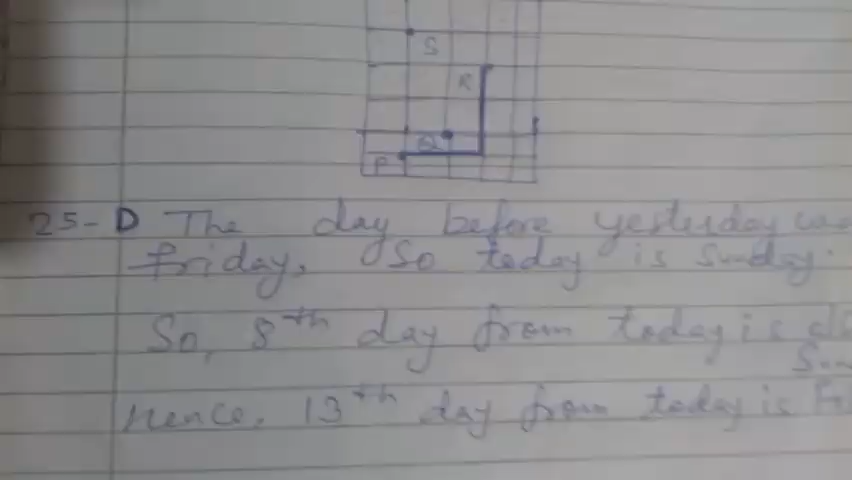 S
R
Q
P
25- D The day before yesterday
Friday. So today is Sunday.
So, 8th day from today is
Hence, 13th day from today is